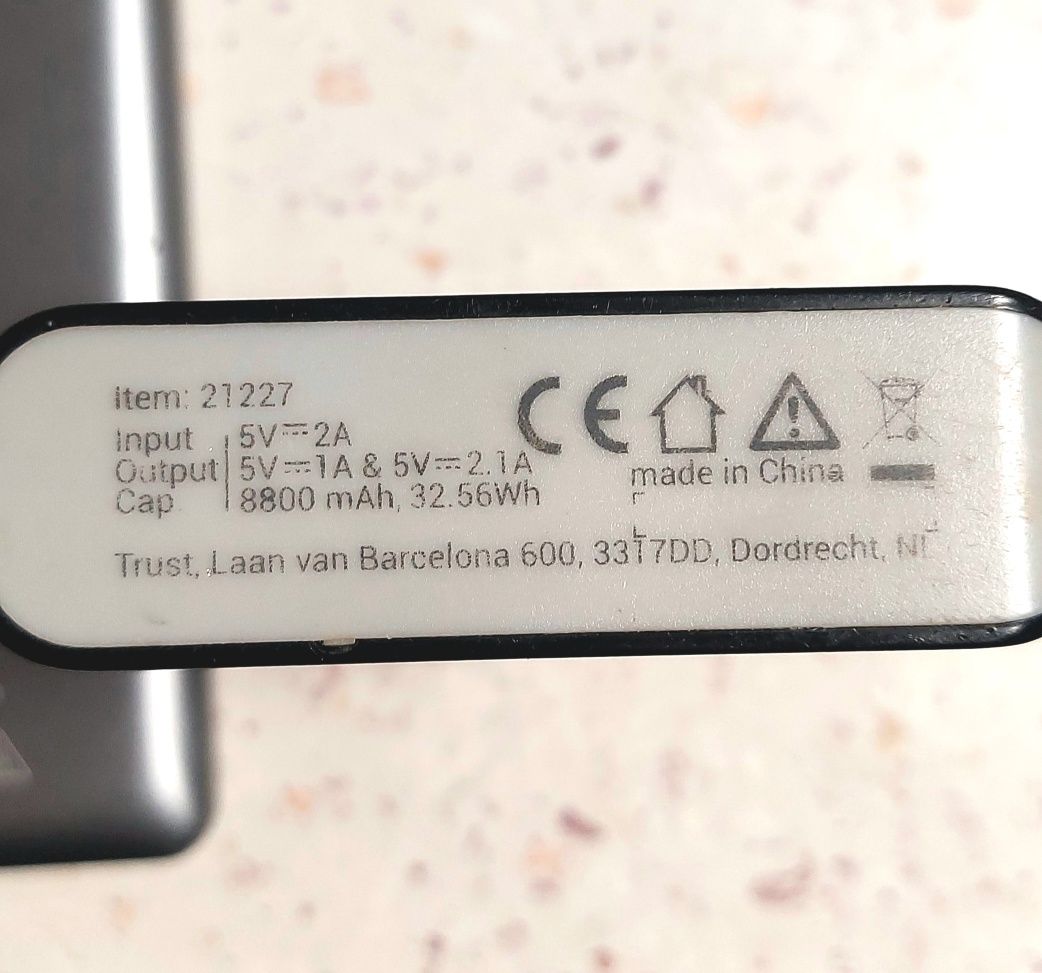 Item: 21227
Input 5V⎓2A
Output 5V⎓1A & 5V⎓2.1A
Cap. 8800 mAh, 32.56Wh
CE
made in China
Trust, Laan van Barcelona 600, 3317DD, Dordrecht, NL